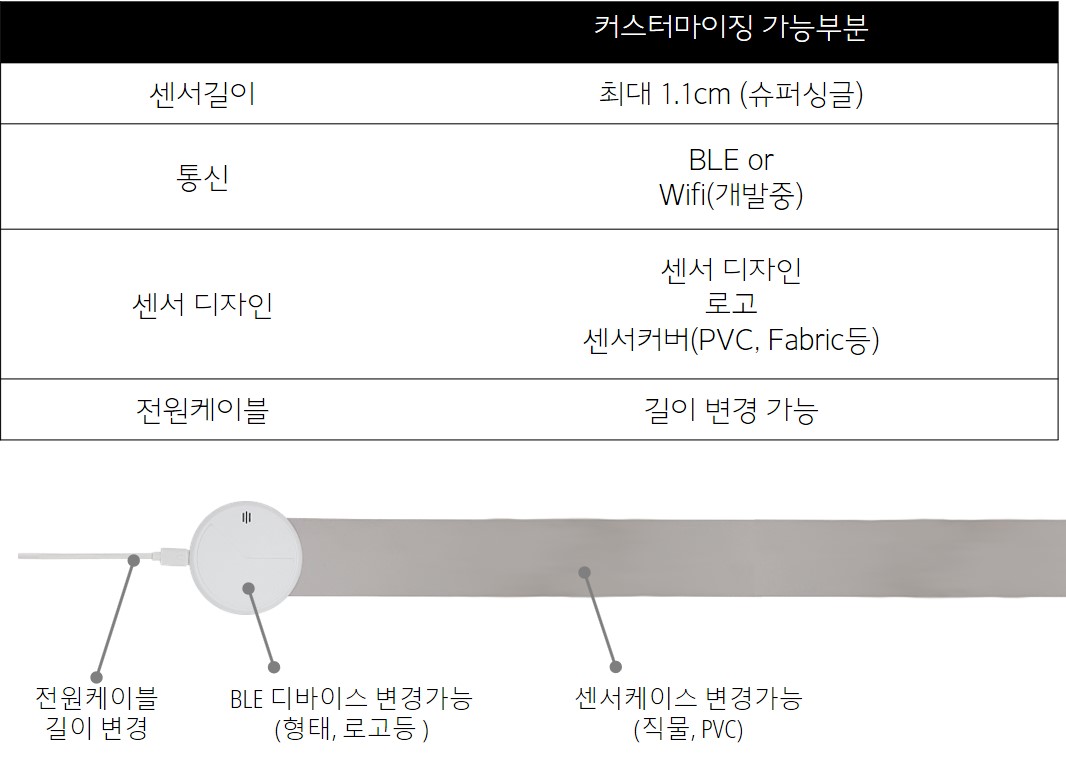 커스터마이징 가능부분
센서길이 최대 1.1cm (슈퍼싱글)
통신 BLE or
Wifi(개발중)
센서 디자인 센서 디자인
로고
센서커버(PVC, Fabric등)
전원케이블 길이 변경 가능
전원케이블
길이 변경
BLE 디바이스 변경가능
(형태, 로고등 )
센서케이스 변경가능
(직물, PVC)